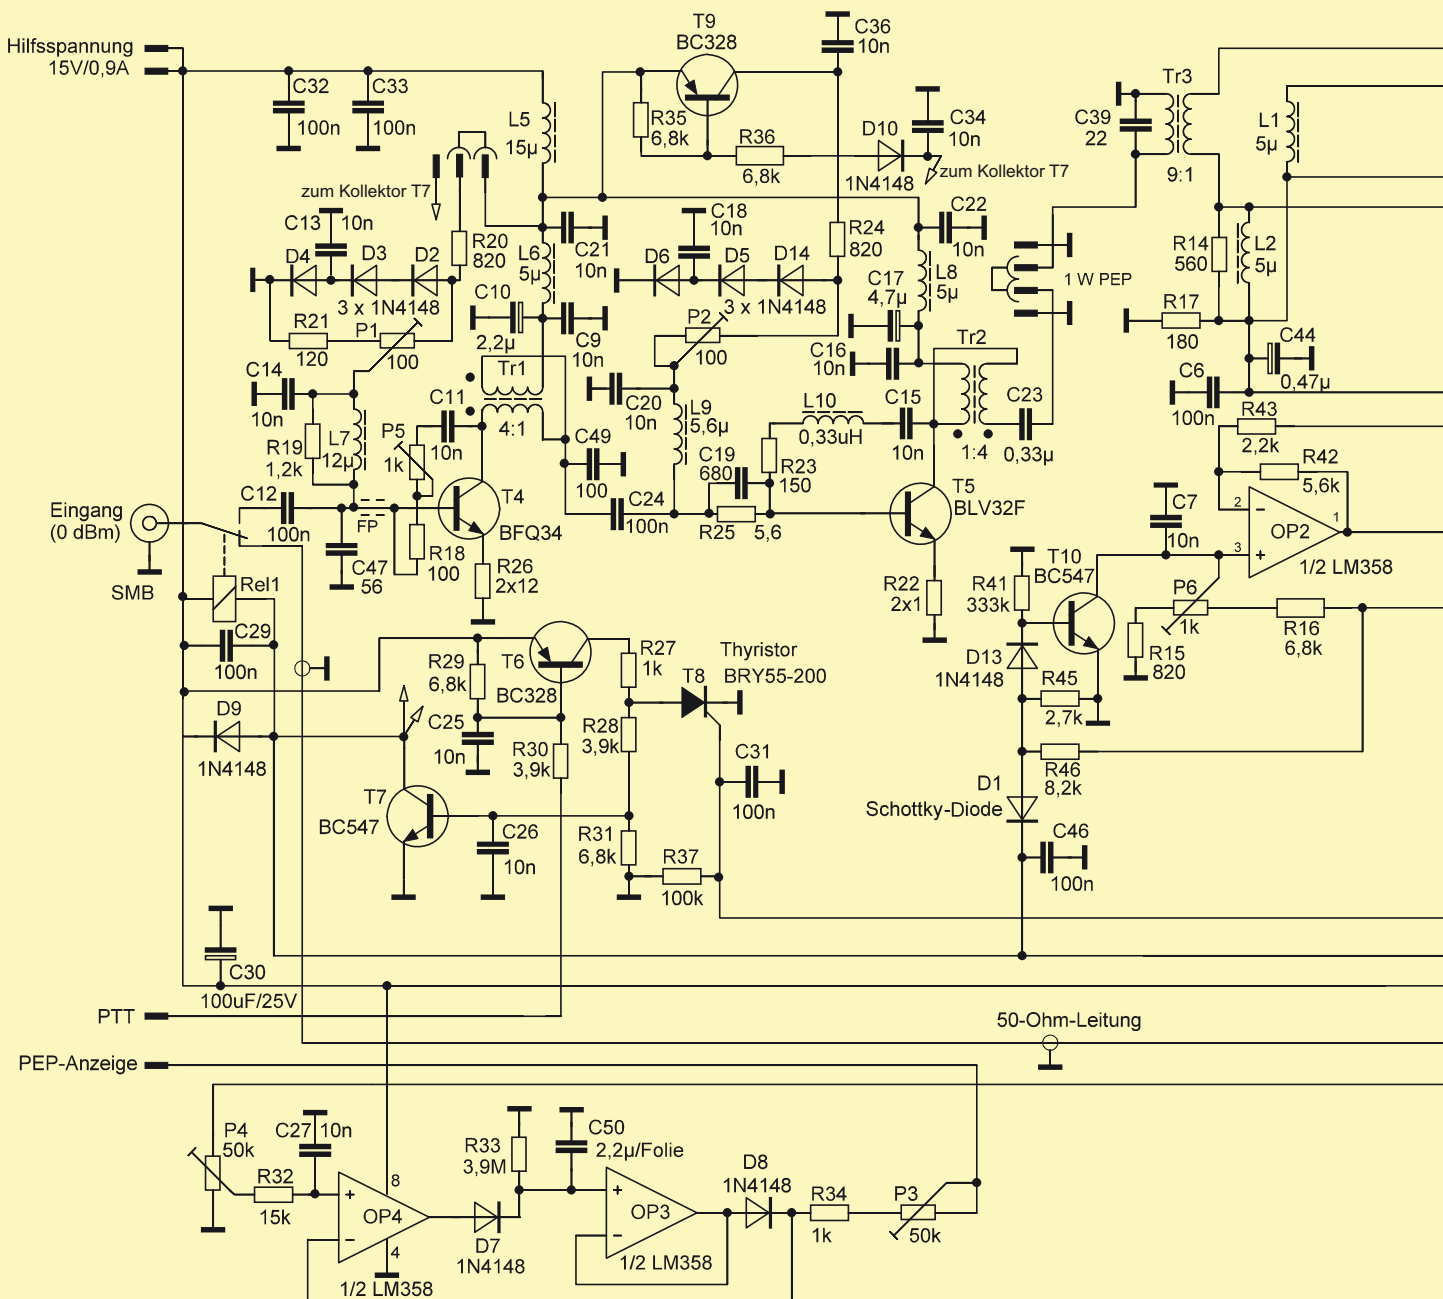 Hilfsspannung
15V/0,9A
C32
100n
C33
100n
L5
15µ
T9
BC328
C36
10n
R35
6,8k
R36
6,8k
D10
1N4148
C34
10n
zum Kollektor T7
zum Kollektor T7
C39
22
Tr3
9:1
L1
5µ
C13
10n
D4
D3
D2
3 x 1N4148
R20
820
L6
5µ
C21
10n
C18
10n
D6
D5
D14
3 x 1N4148
R24
820
C22
10n
L8
5µ
C17
4,7µ
1 W PEP
R14
560
L2
5µ
R17
180
C44
0,47µ
C10
2,2µ
C9
10n
R21
120
P1
100
P2
100
C16
10n
Tr2
1:4
C14
10n
Tr1
4:1
C11
10n
C20
10n
L9
5,6µ
L10
0,33uH
C15
10n
C23
0,33µ
C6
100n
R43
2,2k
R42
5,6k
R19
1,2k
L7
12µ
P5
1k
C49
100
C19
680
R23
150
T5
BLV32F
Eingang
(0 dBm)
SMB
C12
100n
FP
C47
56
R18
100
T4
BFQ34
C24
100n
R25
5,6
R26
2x12
R22
2x1
C7
10n
2
3
1
–
+
OP2
1/2 LM358
T10
BC547
R41
333k
P6
1k
R16
6,8k
R15
820
Rel1
C29
100n
D9
1N4148
R29
6,8k
T6
BC328
R27
1k
Thyristor
BRY55-200
T8
D13
1N4148
R45
2,7k
R46
8,2k
C25
10n
R30
3,9k
R28
3,9k
C31
100n
D1
Schottky-Diode
T7
BC547
C26
10n
R31
6,8k
R37
100k
C46
100n
C30
100uF/25V
PTT
50-Ohm-Leitung
PEP-Anzeige
P4
50k
C27
10n
R32
15k
8
4
+
–
OP4
1/2 LM358
R33
3,9M
D7
1N4148
C50
2,2µ/Folie
+
–
OP3
1/2 LM358
D8
1N4148
R34
1k
P3
50k